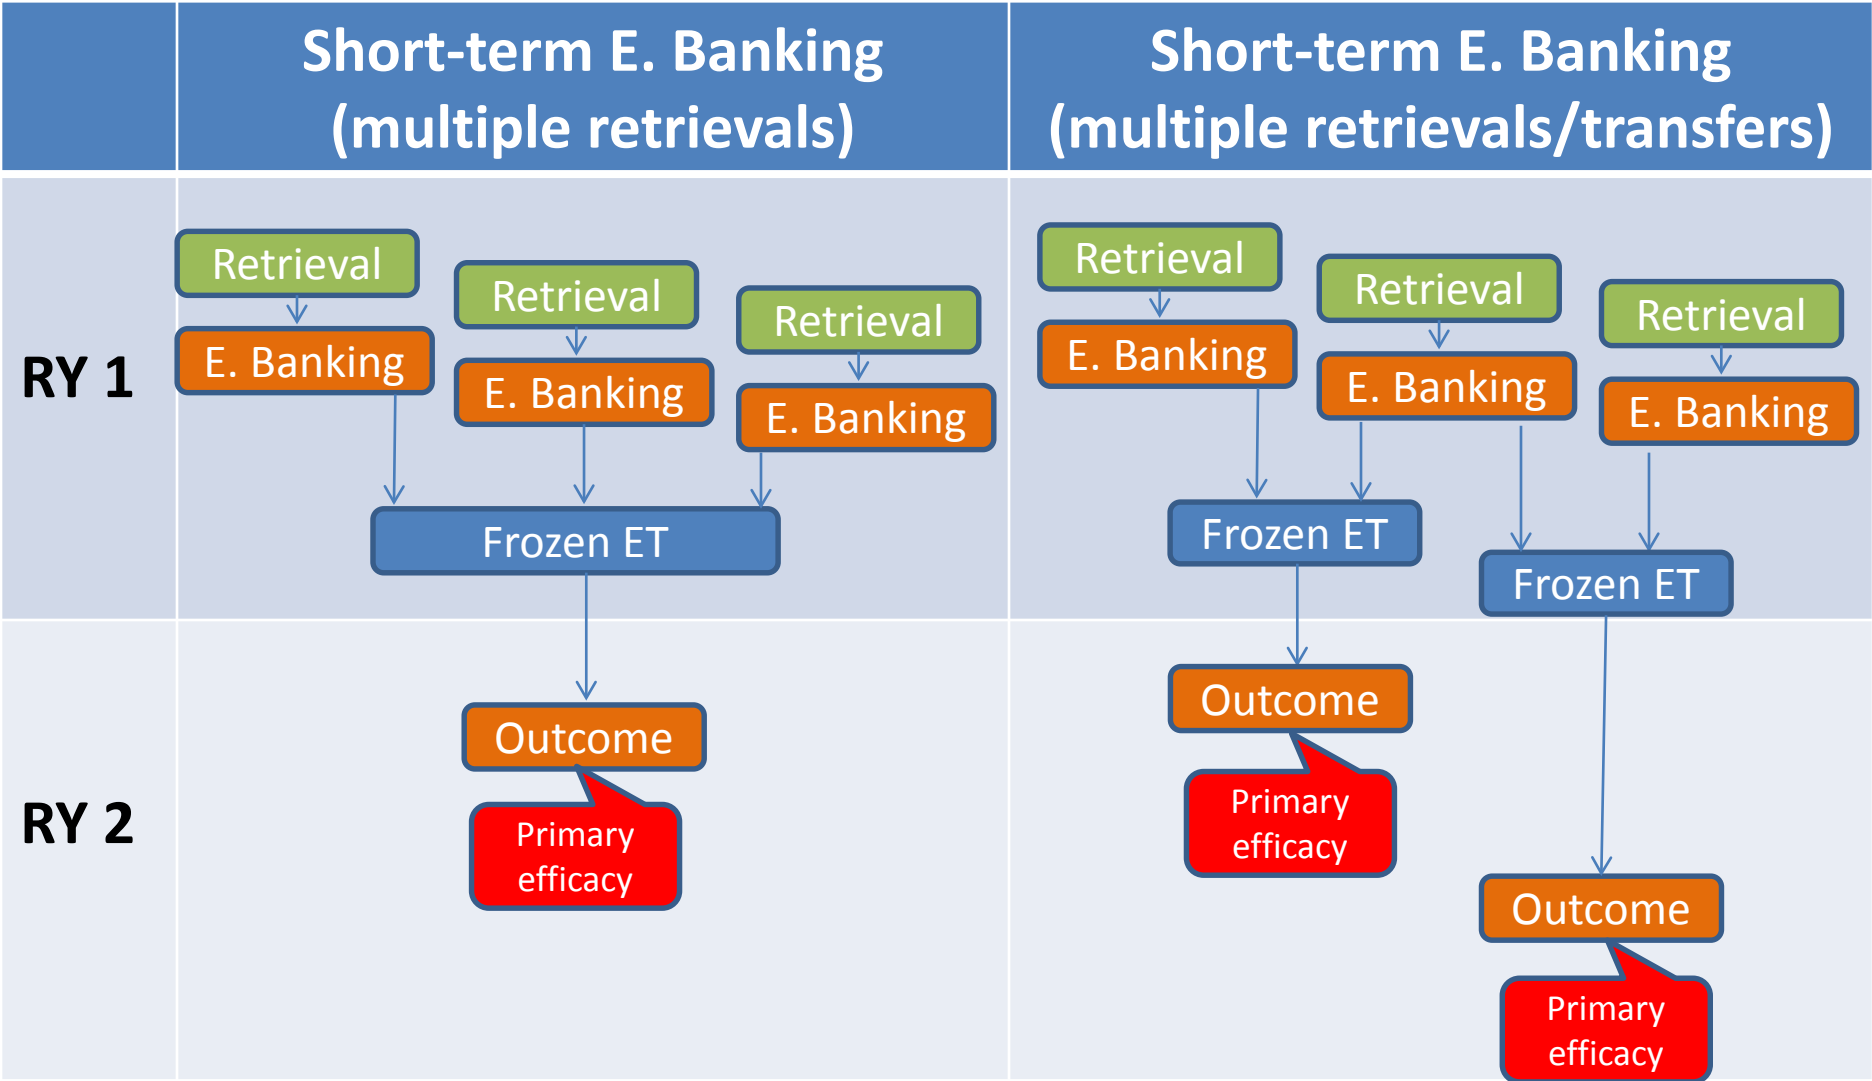 Short-term E. Banking
(multiple retrievals)
Short-term E. Banking
(multiple retrievals/transfers)
RY 1
Retrieval
Retrieval
Retrieval
E. Banking
E. Banking
E. Banking
Frozen ET
Retrieval
Retrieval
Retrieval
E. Banking
E. Banking
E. Banking
Frozen ET
Frozen ET
RY 2
Outcome
Primary
efficacy
Outcome
Primary
efficacy
Outcome
Primary
efficacy